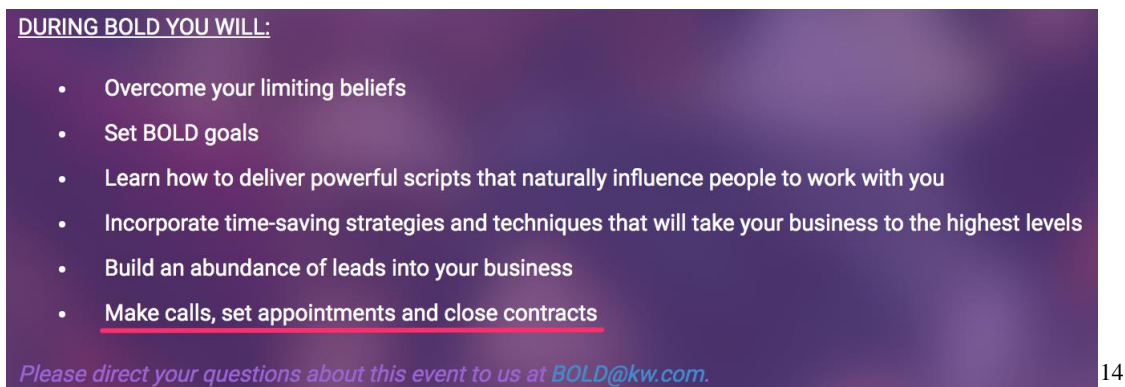 DURING BOLD YOU WILL:
• Overcome your limiting beliefs
• Set BOLD goals
• Learn how to deliver powerful scripts that naturally influence people to work with you
• Incorporate time-saving strategies and techniques that will take your business to the highest levels
• Build an abundance of leads into your business
• Make calls, set appointments and close contracts
Please direct your questions about this event to us at BOLD@kw.com.
14